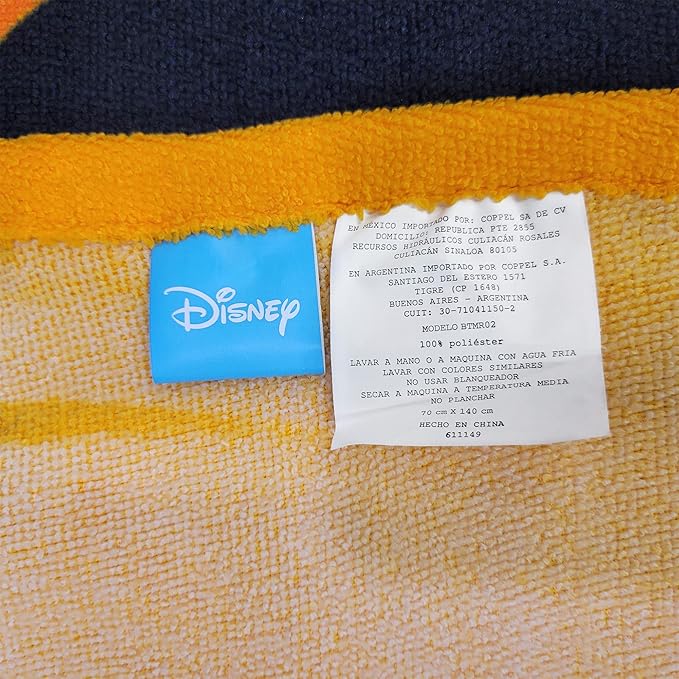 Disney
EN MEXICO IMPORTADO POR: COPPEL SA DE CV
DOMICILIO: REPUBLICA PTE 2855
RECURSOS HIDRÁULICOS CULIACÁN ROSALES
CULIACÁN SINALOA 80105
EN ARGENTINA IMPORTADO POR COPPEL S.A.
SANTIAGO DEL ESTERO 1571
TIGRE (CP 1648)
BUENOS AIRES - ARGENTINA
CUIT: 30-71041150-2
MODELO BTMR02
100% poliéster
LAVAR A MANO O A MAQUINA CON AGUA FRIA
LAVAR CON COLORES SIMILARES
NO USAR BLANQUEADOR
SECAR A MAQUINA A TEMPERATURA MEDIA
NO PLANCHAR
70 cm X 140 cm
HECHO EN CHINA
611149